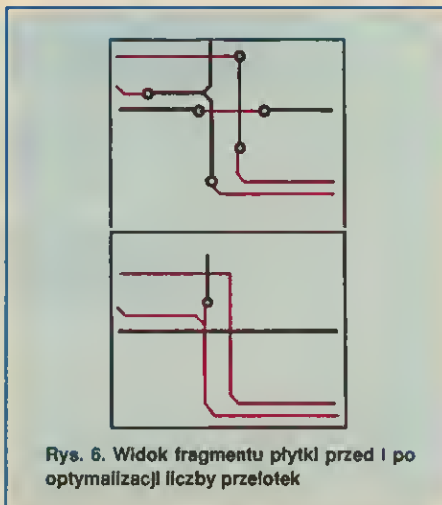 Rys. 6. Widok fragmentu płytki przed i po
optymalizacji liczby przelotek